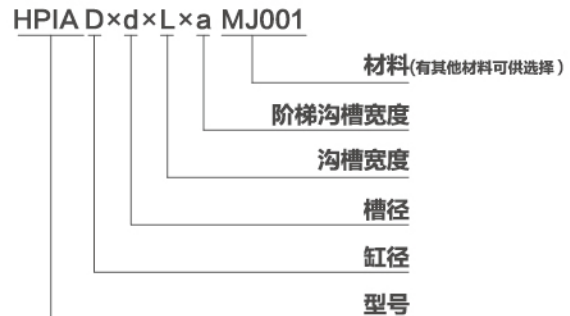 HPIA D×d×L×a MJ001
材料(有其他材料可供选择)
阶梯沟槽宽度
沟槽宽度
槽径
缸径
型号